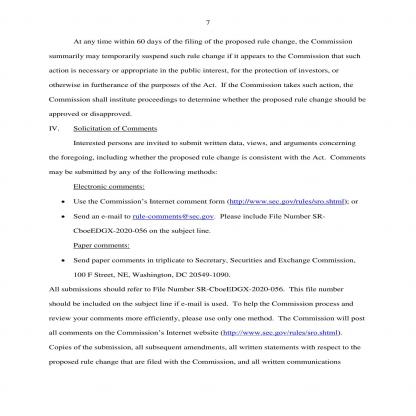 7
At any time within 60 days of the filing of the proposed rule change, the Commission
summarily may temporarily suspend such rule change if it appears to the Commission that such
action is necessary or appropriate in the public interest, for the protection of investors, or
otherwise in furtherance of the purposes of the Act. If the Commission takes such action, the
Commission shall institute proceedings to determine whether the proposed rule change should be
approved or disapproved.
IV. Solicitation of Comments
Interested persons are invited to submit written data, views, and arguments concerning
the foregoing, including whether the proposed rule change is consistent with the Act. Comments
may be submitted by any of the following methods:
Electronic comments:
• Use the Commission's Internet comment form (http://www.sec.gov/rules/sro.shtml); or
• Send an e-mail to rule-comments@sec.gov. Please include File Number SR-
CboeEDGX-2020-056 on the subject line.
Paper comments:
• Send paper comments in triplicate to Secretary, Securities and Exchange Commission,
100 F Street, NE, Washington, DC 20549-1090.
All submissions should refer to File Number SR-CboeEDGX-2020-056. This file number
should be included on the subject line if e-mail is used. To help the Commission process and
review your comments more efficiently, please use only one method. The Commission will post
all comments on the Commission's Internet website (http://www.sec.gov/rules/sro.shtml).
Copies of the submission, all subsequent amendments, all written statements with respect to the
proposed rule change that are filed with the Commission, and all written communications